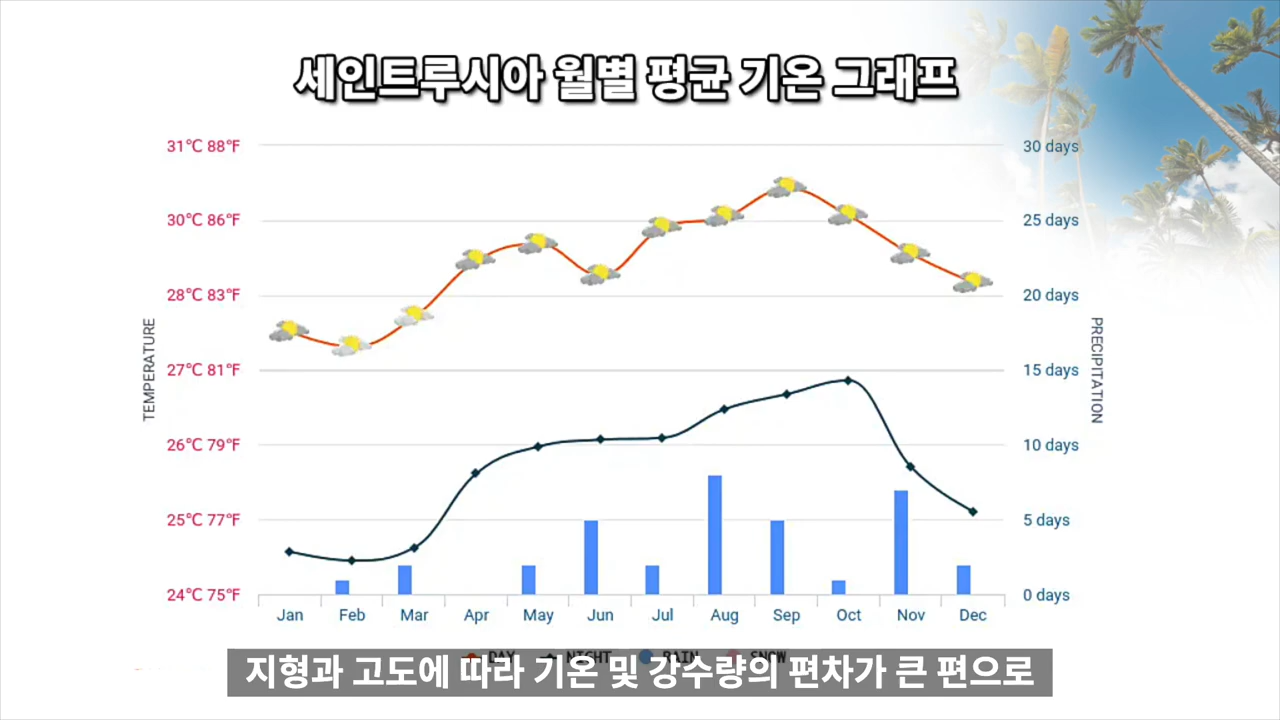 세인트루시아 월별 평균 기온 그래프
31°C 88°F
30 days
30°C 86°F
25 days
28°C 83°F
20 days
TEMPERATURE
PRECIPITATION
27°C 81°F
15 days
26°C 79°F
10 days
25°C 77°F
5 days
24°C 75°F
0 days
Jan Feb Mar Apr May Jun Jul Aug Sep Oct Nov Dec
DAY NIGHT RAIN SNOW
지형과 고도에 따라 기온 및 강수량의 편차가 큰 편으로